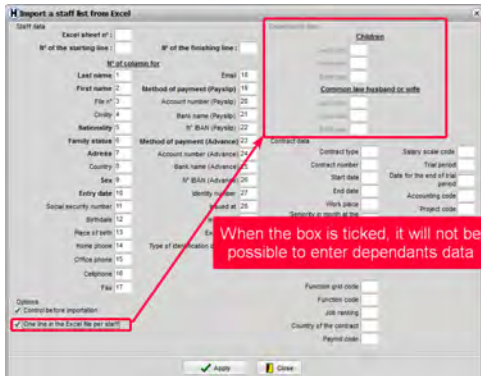 Import a staff list from Excel
Staff data
Excel sheet n° :
N° of the starting line :
N° of the finishing line :
N° of column for
Last name 1
First name 2
File n° 3
Civility 4
Nationality 5
Family status 6
Adress 7
Country 8
Sex 9
Entry date 10
Social security number 11
Birthdate 12
Place of birth 13
Home phone 14
Office phone 15
Cellphone 16
Fax 17
Email 18
Method of payment (Payslip) 19
Account number (Payslip) 20
Bank name (Payslip) 21
N° IBAN (Payslip) 22
Method of payment (Advance) 23
Account number (Advance) 24
Bank name (Advance) 25
N° IBAN (Advance) 26
Identity number 27
Issued at 28
Type of identification
Children
Common law husband or wife
Contract data
Contract type
Contract number
Start date
End date
Work place
Seniority in month at the
Salary scale code
Trial period
Date for the end of trial
period
Accounting code
Project code
When the box is ticked, it will not be
possible to enter dependants data
Function grid code
Function code
Job ranking
Country of the contract
Payroll code
Options
Control before importation
One line in the Excel file per staff
Apply
Close